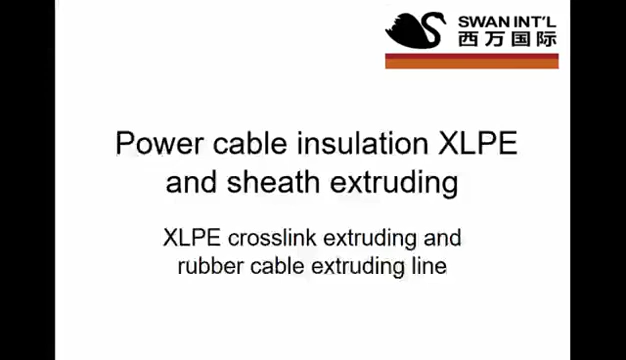 SWAN INT'L
西万国际
Power cable insulation XLPE
and sheath extruding
XLPE crosslink extruding and
rubber cable extruding line